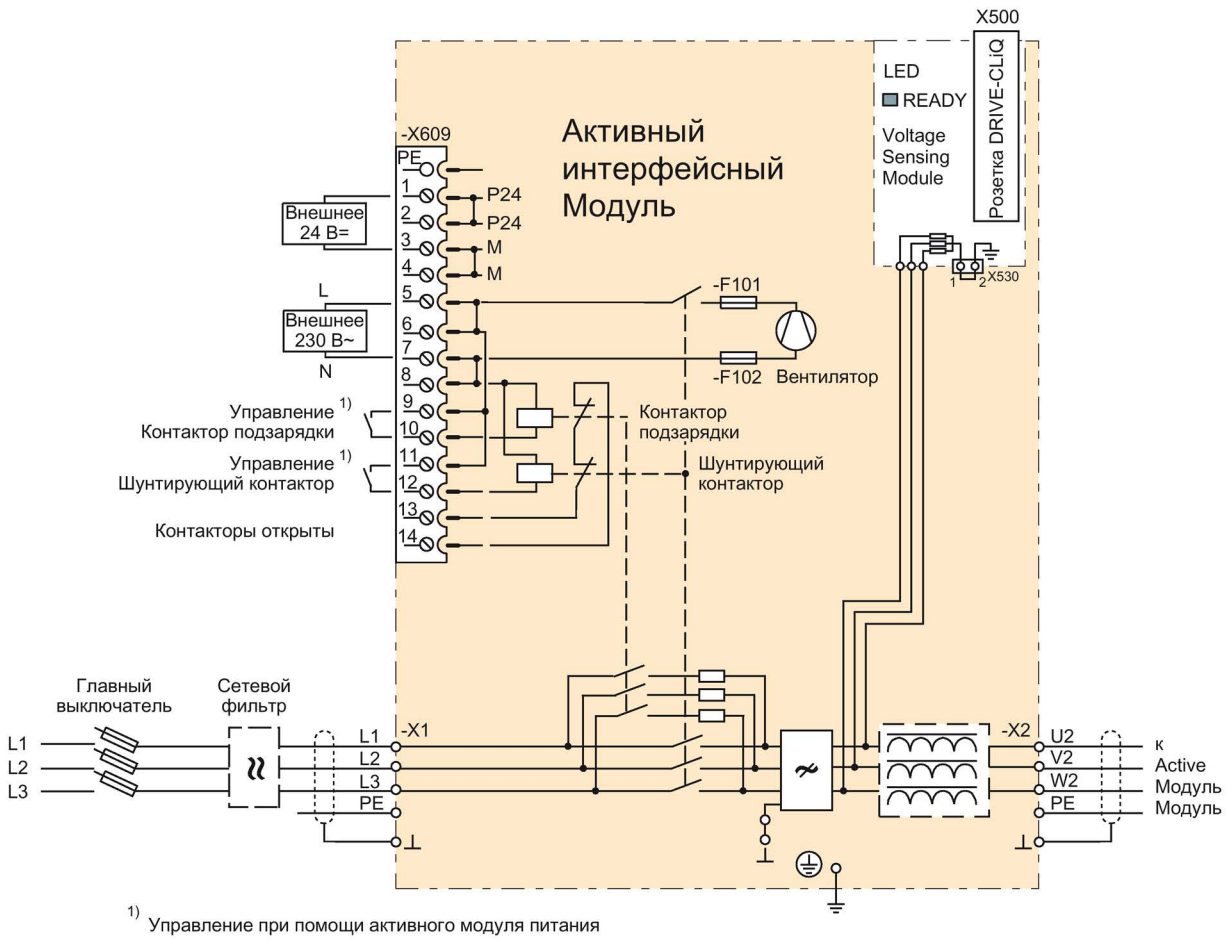 X500
LED
READY
Voltage
Sensing
Module
Розетка DRIVE-CLiQ
1
2
X530
Активный
интерфейсный
Модуль
-X609
PE
1
P24
Внешнее
24 В=
2
P24
3
M
4
M
L
5
-F101
Внешнее
230 В~
6
7
N
-F102
Вентилятор
8
Управление 1)
Контактор подзарядки
9
10
Контактор
подзарядки
Управление 1)
Шунтирующий контактор
11
12
Шунтирующий
контактор
13
Контакторы открыты
14
Главный
выключатель
Сетевой
фильтр
-X1
-X2
L1
L1
U2
к
L2
L2
V2
Active
L3
L3
W2
Модуль
PE
PE
Модуль
1) Управление при помощи активного модуля питания